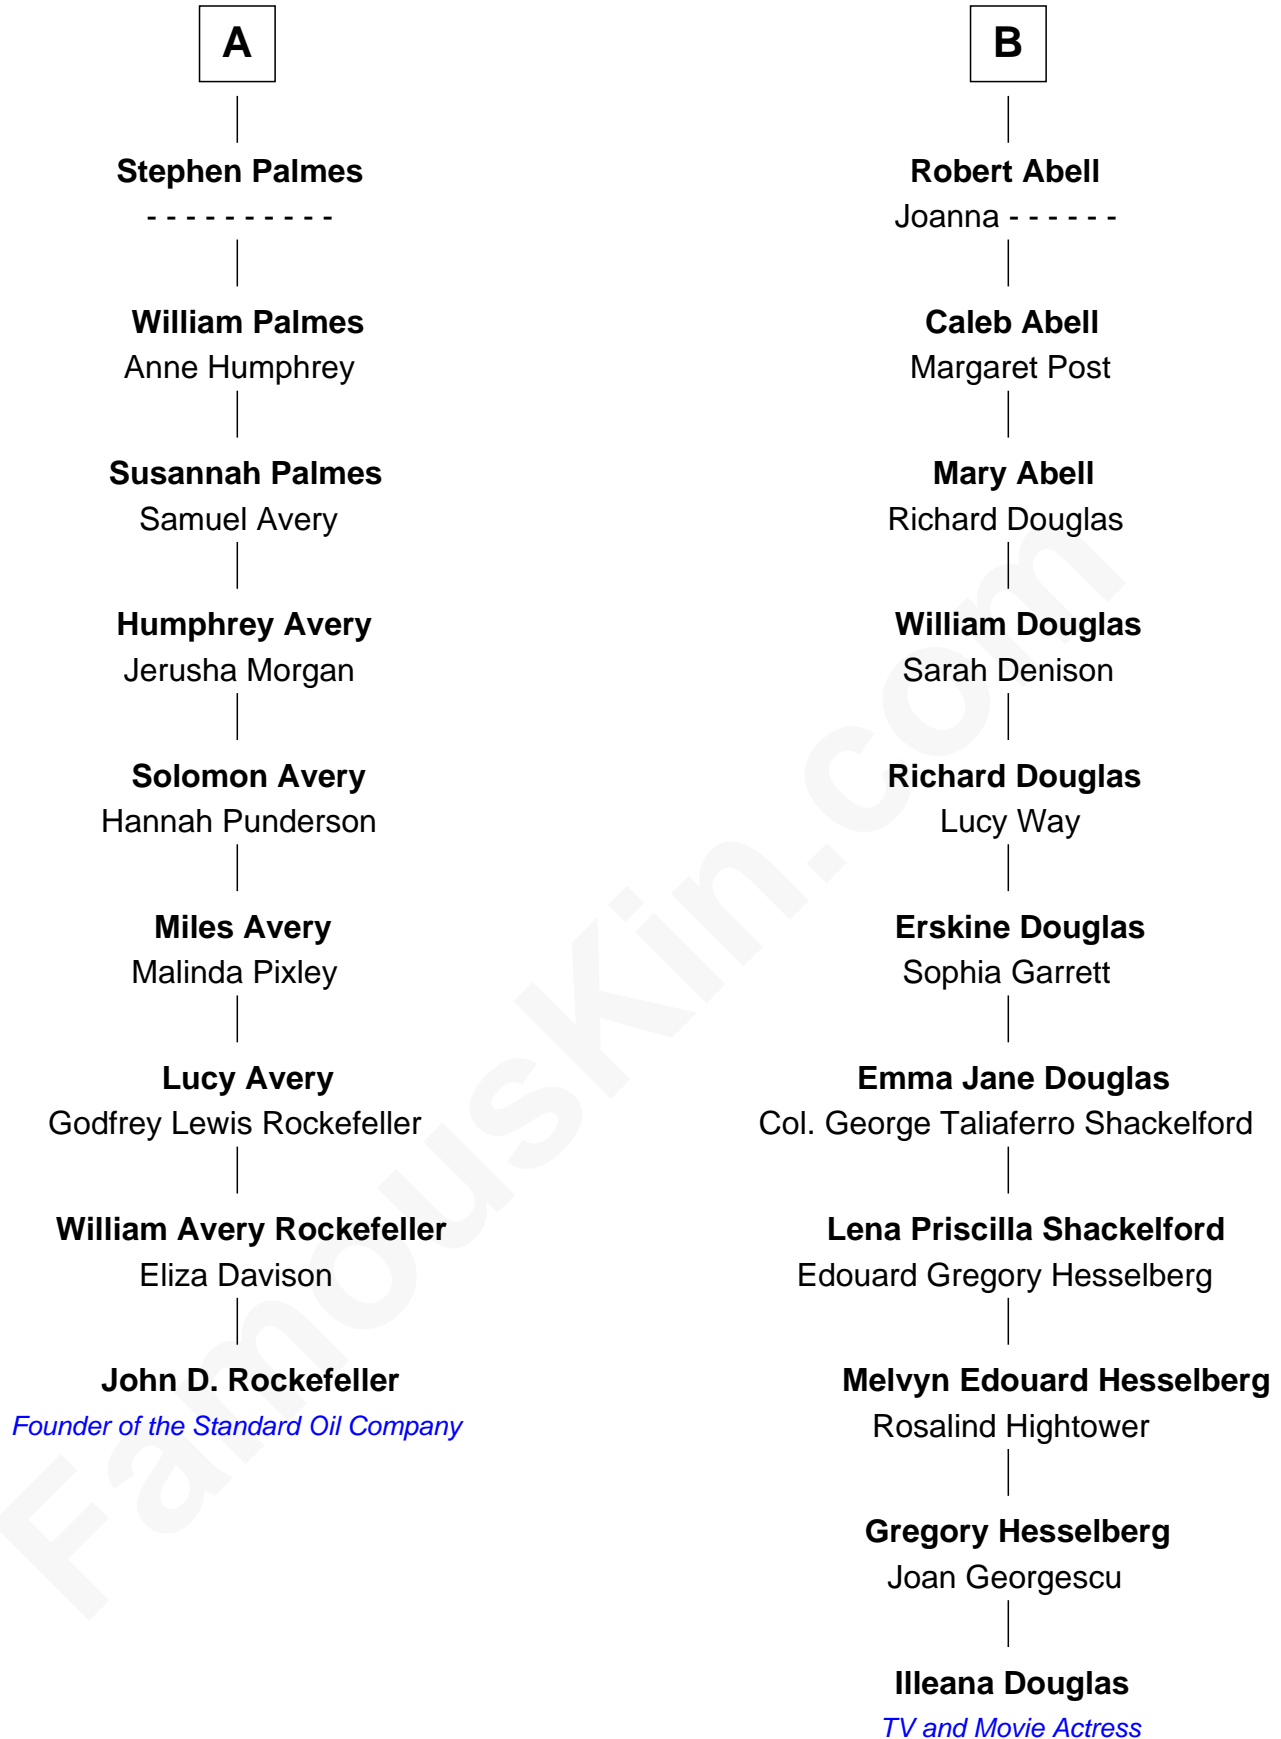 A
Stephen Palmes
- - - - - - - - - -
William Palmes
Anne Humphrey
Susannah Palmes
Samuel Avery
Humphrey Avery
Jerusha Morgan
Solomon Avery
Hannah Punderson
Miles Avery
Malinda Pixley
Lucy Avery
Godfrey Lewis Rockefeller
William Avery Rockefeller
Eliza Davison
John D. Rockefeller
Founder of the Standard Oil Company
B
Robert Abell
Joanna - - - - - -
Caleb Abell
Margaret Post
Mary Abell
Richard Douglas
William Douglas
Sarah Denison
Richard Douglas
Lucy Way
Erskine Douglas
Sophia Garrett
Emma Jane Douglas
Col. George Taliaferro Shackelford
Lena Priscilla Shackelford
Edouard Gregory Hesselberg
Melvyn Edouard Hesselberg
Rosalind Hightower
Gregory Hesselberg
Joan Georgescu
Illeana Douglas
TV and Movie Actress
FamousKin.com